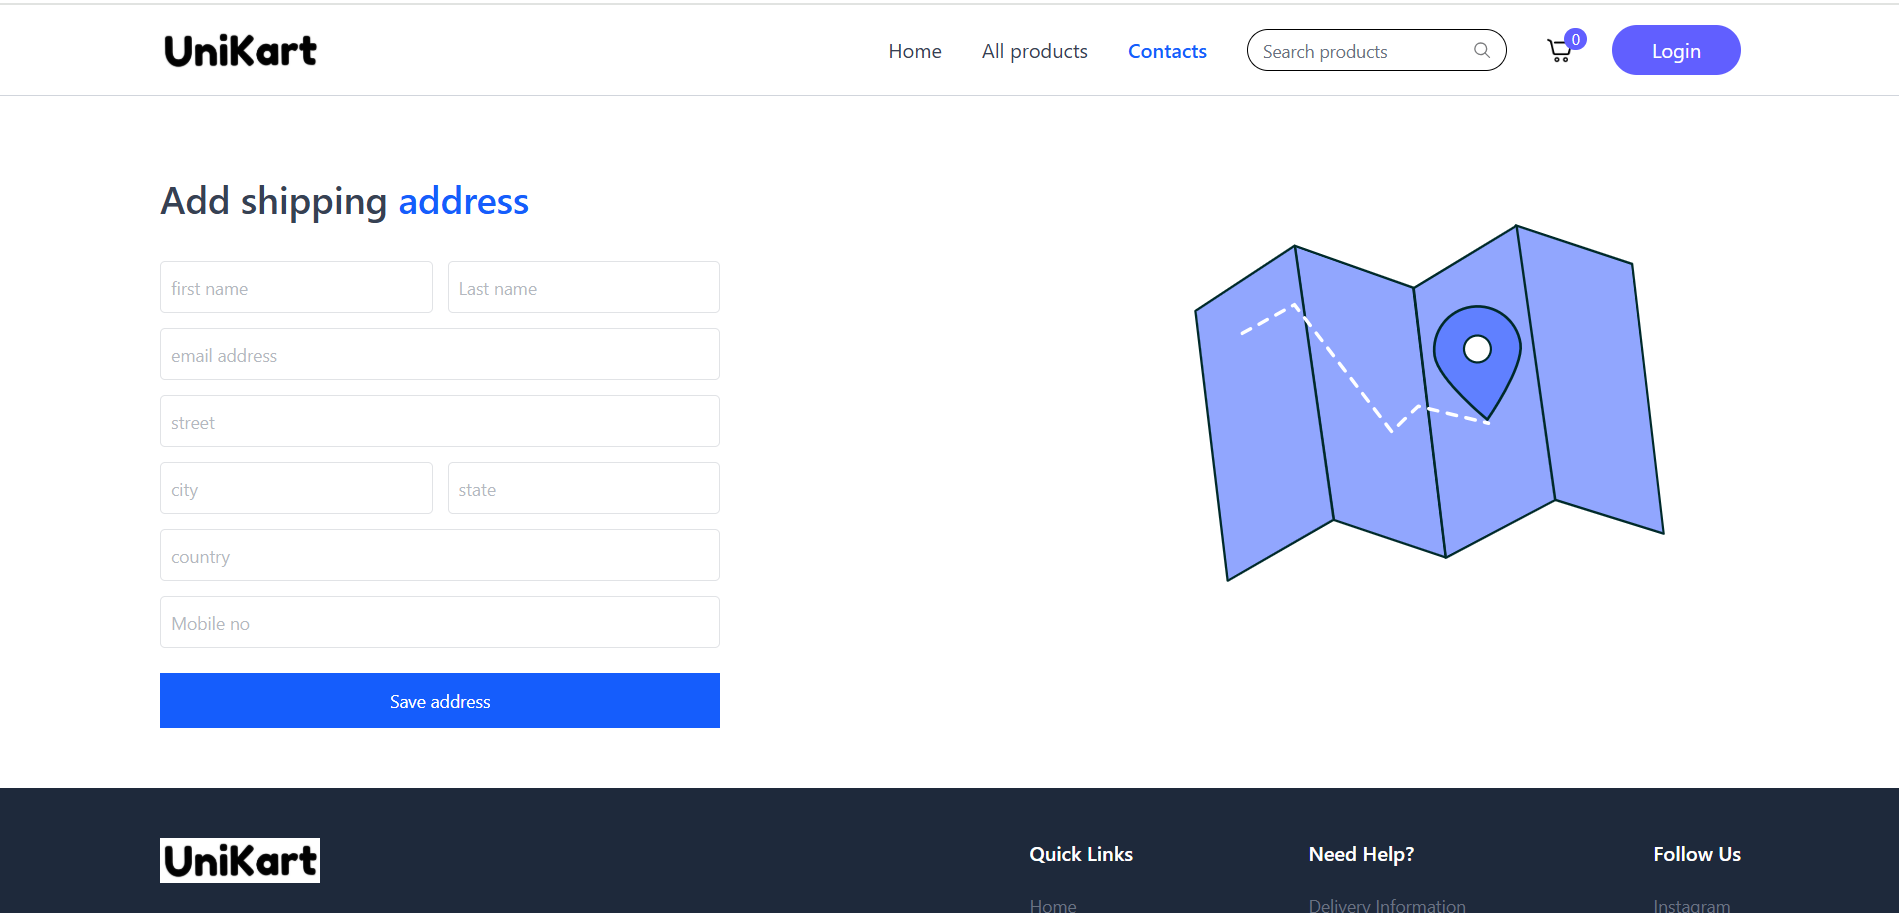 UniKart
Home All products Contacts Search products 0 Login
Add shipping address
first name Last name
email address
street
city state
country
Mobile no
Save address
UniKart
Quick Links Need Help? Follow Us
Home Delivery Information Instagram